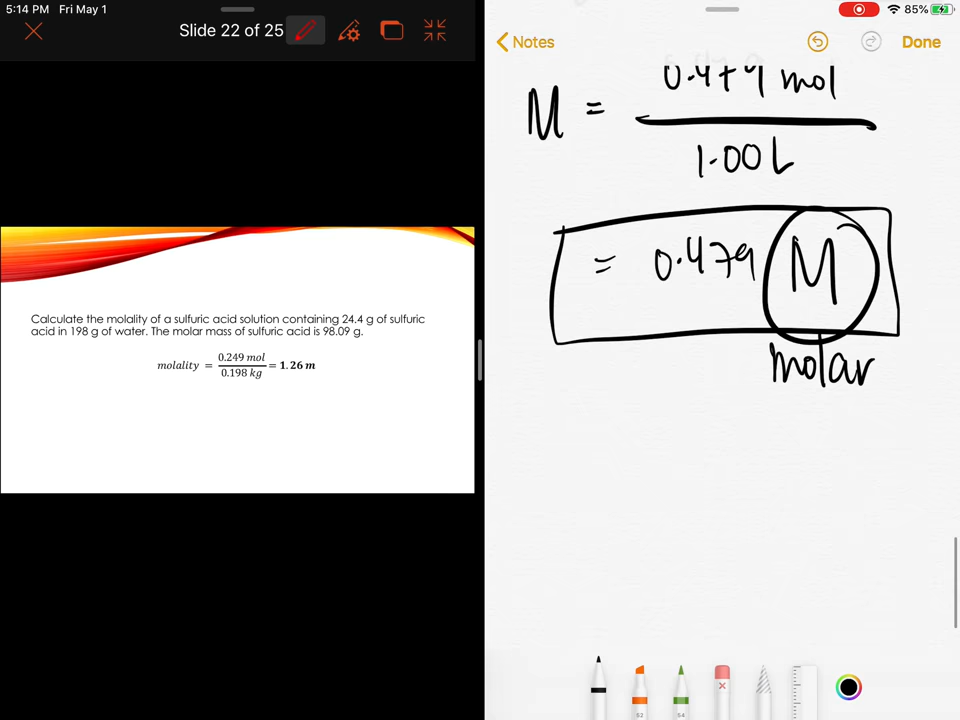 5:14 PM Fri May 1
85%
Slide 22 of 25
Notes
Done
Calculate the molality of a sulfuric acid solution containing 24.4 g of sulfuric
acid in 198 g of water. The molar mass of sulfuric acid is 98.09 g.
molality = 0.249 mol / 0.198 kg = 1.26 m
M = 0.479 mol / 1.00 L
= 0.479 M
molar
52
54